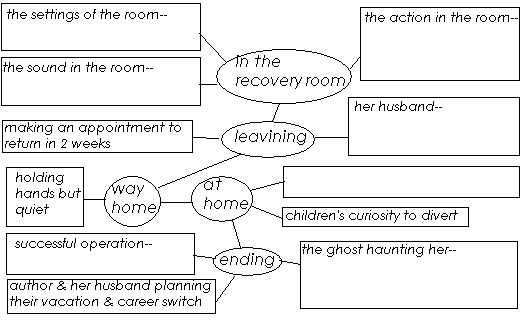 the settings of the room--
the action in the room--
in the
recovery room
the sound in the room--
her husband--
making an appointment to
return in 2 weeks
leavining
holding
hands but
quiet
way
home
at
home
children's curiosity to divert
successful operation--
ending
the ghost haunting her--
author & her husband planning
their vacation & career switch